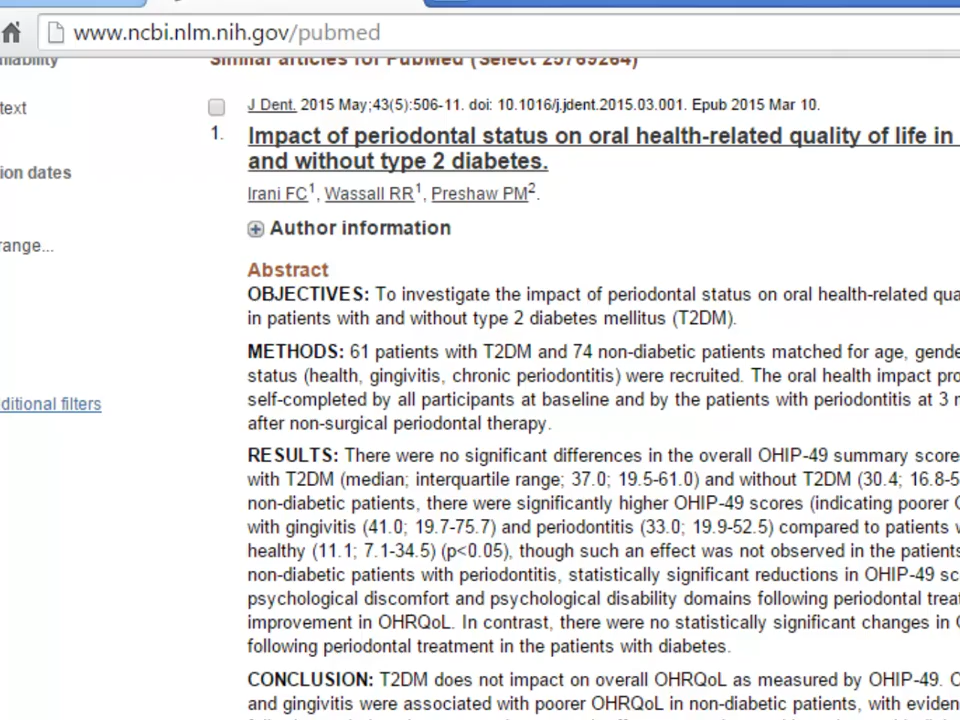 www.ncbi.nlm.nih.gov/pubmed
Similar articles for PubMed (Select 25769264)
text
J Dent. 2015 May;43(5):506-11. doi: 10.1016/j.jdent.2015.03.001. Epub 2015 Mar 10.
1. Impact of periodontal status on oral health-related quality of life in
and without type 2 diabetes.
ion dates
Irani FC1, Wassall RR1, Preshaw PM2.
Author information
range...
Abstract
OBJECTIVES: To investigate the impact of periodontal status on oral health-related qua
in patients with and without type 2 diabetes mellitus (T2DM).
METHODS: 61 patients with T2DM and 74 non-diabetic patients matched for age, gende
status (health, gingivitis, chronic periodontitis) were recruited. The oral health impact pro
ditional filters
self-completed by all participants at baseline and by the patients with periodontitis at 3 
after non-surgical periodontal therapy.
RESULTS: There were no significant differences in the overall OHIP-49 summary score
with T2DM (median; interquartile range; 37.0; 19.5-61.0) and without T2DM (30.4; 16.8-5
non-diabetic patients, there were significantly higher OHIP-49 scores (indicating poorer
with gingivitis (41.0; 19.7-75.7) and periodontitis (33.0; 19.9-52.5) compared to patients
healthy (11.1; 7.1-34.5) (p<0.05), though such an effect was not observed in the patients
non-diabetic patients with periodontitis, statistically significant reductions in OHIP-49 sc
psychological discomfort and psychological disability domains following periodontal trea
improvement in OHRQoL. In contrast, there were no statistically significant changes in
following periodontal treatment in the patients with diabetes.
CONCLUSION: T2DM does not impact on overall OHRQoL as measured by OHIP-49.
and gingivitis were associated with poorer OHRQoL in non-diabetic patients, with eviden